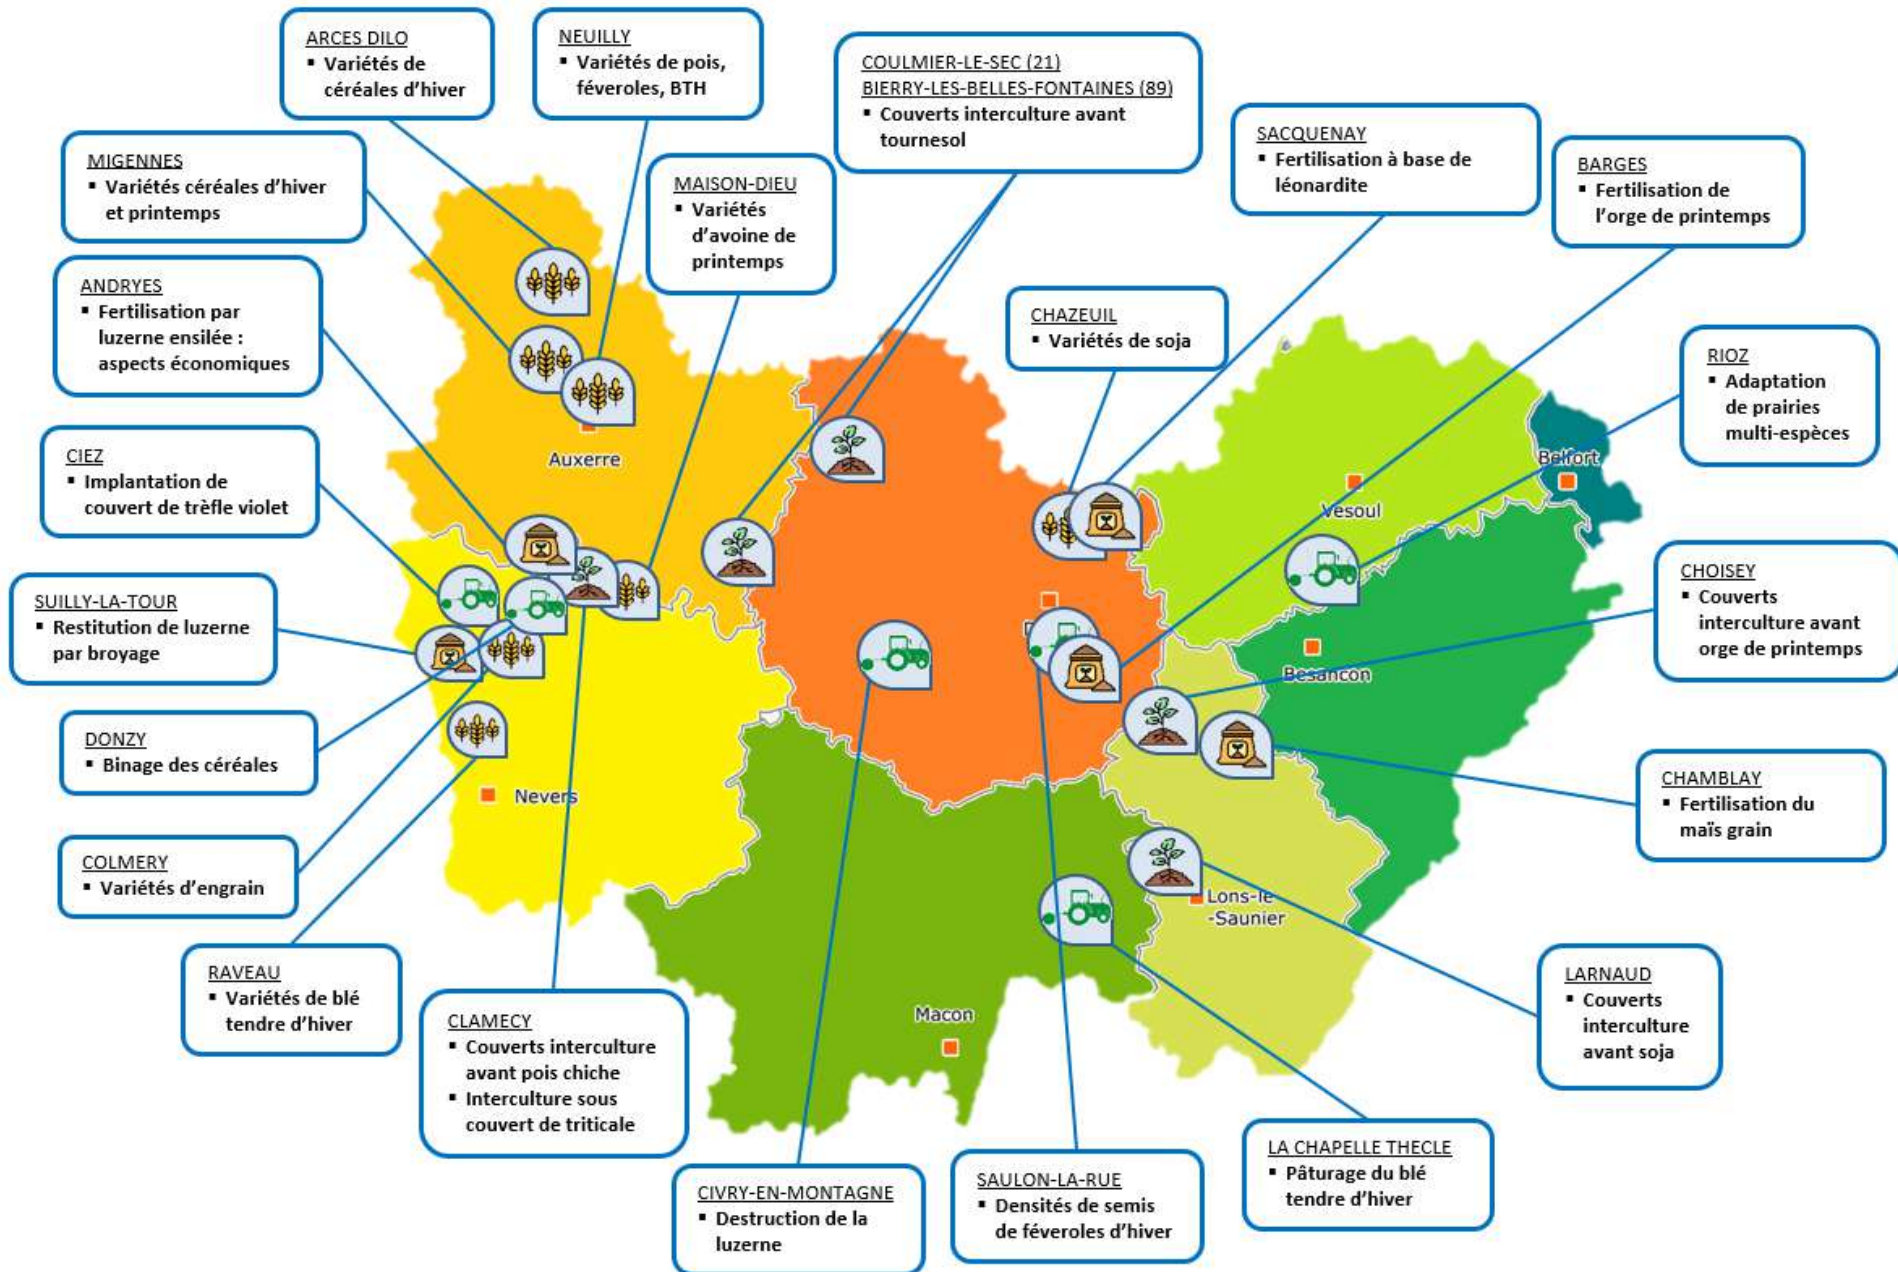 ARCES DILO
▪ Variétés de
céréales d'hiver
NEUILLY
▪ Variétés de pois,
féveroles, BTH
COULMIER-LE-SEC (21)
BIERRY-LES-BELLES-FONTAINES (89)
▪ Couverts interculture avant
tournesol
SACQUENAY
▪ Fertilisation à base de
léonardite
BARGES
▪ Fertilisation de
l'orge de printemps
MIGENNES
▪ Variétés céréales d'hiver
et printemps
MAISON-DIEU
▪ Variétés
d'avoine de
printemps
ANDRYES
▪ Fertilisation par
luzerne ensilée :
aspects économiques
CHAZEUIL
▪ Variétés de soja
RIOZ
▪ Adaptation
de prairies
multi-espèces
CIEZ
▪ Implantation de
couvert de trèfle violet
Auxerre
Belfort
Vesoul
SUILLY-LA-TOUR
▪ Restitution de luzerne
par broyage
CHOISEY
▪ Couverts
interculture avant
orge de printemps
Besancon
DONZY
▪ Binage des céréales
Nevers
CHAMBLAY
▪ Fertilisation du
maïs grain
COLMERY
▪ Variétés d'engrain
Lons-le
-Saunier
RAVEAU
▪ Variétés de blé
tendre d'hiver
CLAMECY
▪ Couverts interculture
avant pois chiche
▪ Interculture sous
couvert de triticale
Macon
LARNAUD
▪ Couverts
interculture
avant soja
CIVRY-EN-MONTAGNE
▪ Destruction de la
luzerne
SAULON-LA-RUE
▪ Densités de semis
de féveroles d'hiver
LA CHAPELLE THECLE
▪ Pâturage du blé
tendre d'hiver